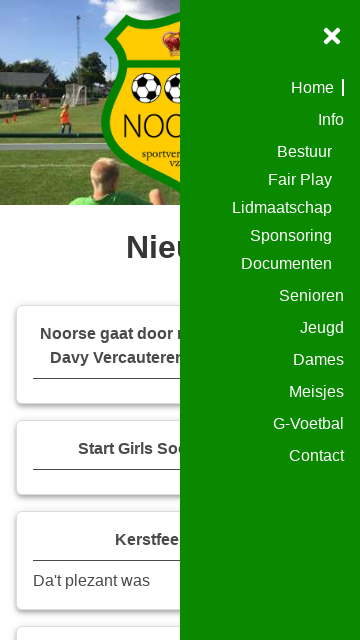 NOO
sportver
vz
Home
Info
Bestuur
Fair Play
Lidmaatschap
Sponsoring
Documenten
Senioren
Jeugd
Dames
Meisjes
G-Voetbal
Contact
Nieu
Noorse gaat door
Davy Vercauteren
Start Girls Soc
Kerstfee
Da't plezant was